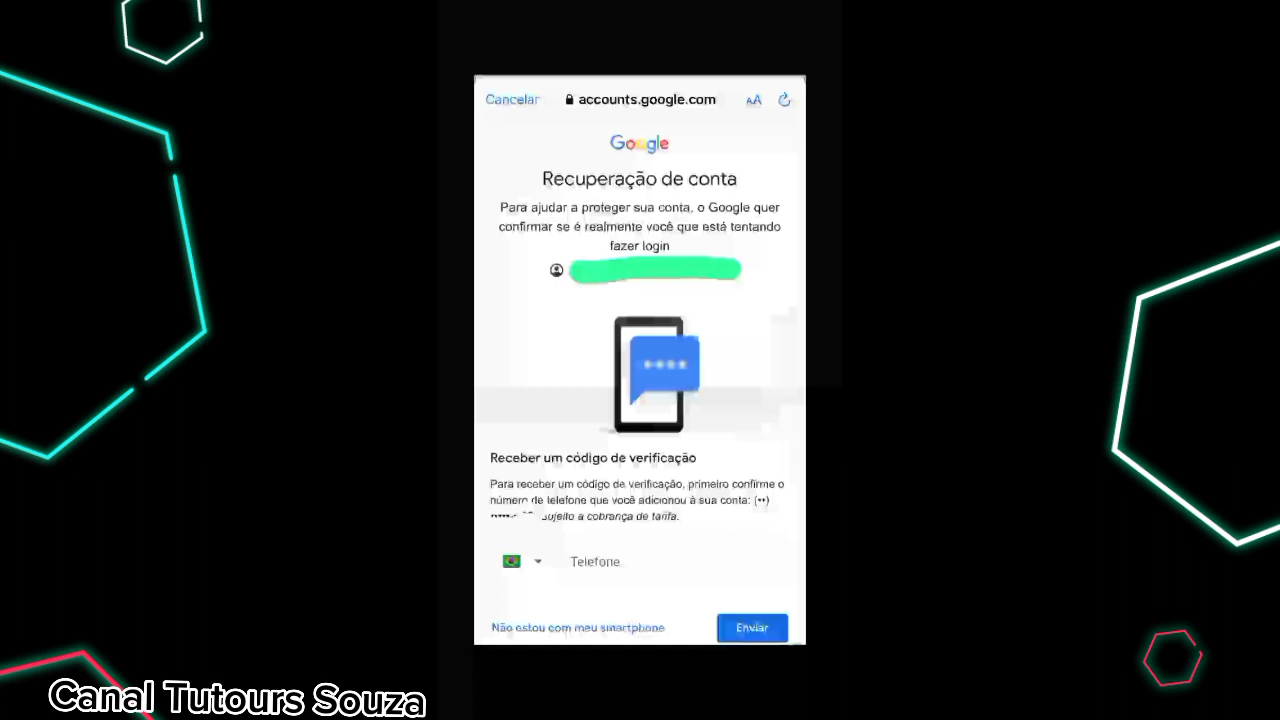 Cancelar accounts.google.com AA
Google
Recuperação de conta
Para ajudar a proteger sua conta, o Google quer
confirmar se é realmente você que está tentando
fazer login
Receber um código de verificação
Para receber um código de verificação, primeiro confirme o
número de telefone que você adicionou à sua conta: (••)
Sujeito a cobrança de tarifa.
Telefone
Não estou com meu smartphone Enviar
Canal Tutours Souza